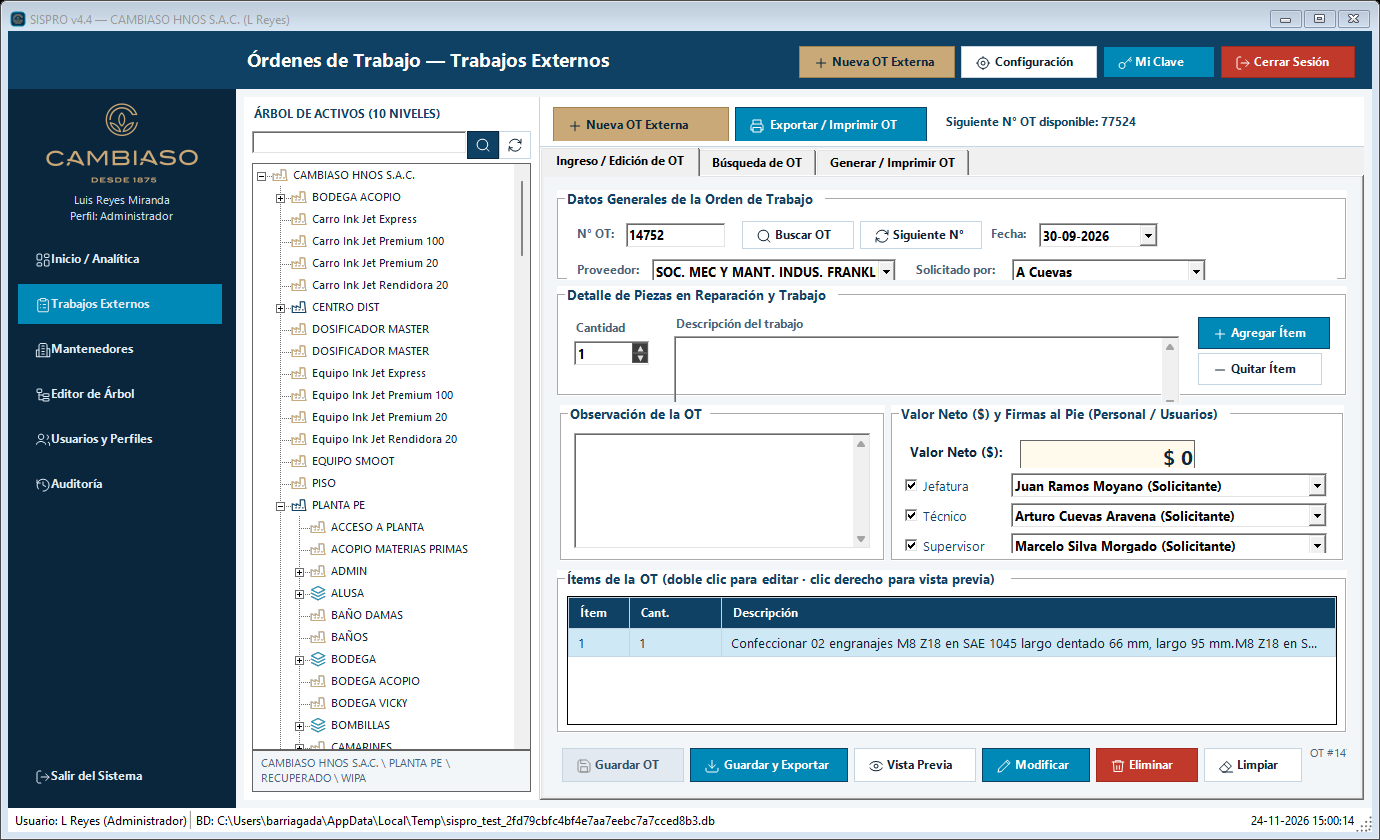 SISPRO v4.4 — CAMBIASO HNOS S.A.C. (L Reyes)
Órdenes de Trabajo — Trabajos Externos
Nueva OT Externa
Configuración
Mi Clave
Cerrar Sesión
CAMBIASO
DESDE 1875
Luis Reyes Miranda
Perfil: Administrador
Inicio / Analítica
Trabajos Externos
Mantenedores
Editor de Árbol
Usuarios y Perfiles
Auditoría
Salir del Sistema
ÁRBOL DE ACTIVOS (10 NIVELES)
CAMBIASO HNOS S.A.C.
BODEGA ACOPIO
Carro Ink Jet Express
Carro Ink Jet Premium 100
Carro Ink Jet Premium 20
Carro Ink Jet Rendidora 20
CENTRO DIST
DOSIFICADOR MASTER
DOSIFICADOR MASTER
Equipo Ink Jet Express
Equipo Ink Jet Premium 100
Equipo Ink Jet Premium 20
Equipo Ink Jet Rendidora 20
EQUIPO SMOOT
PISO
PLANTA PE
ACCESO A PLANTA
ACOPIO MATERIAS PRIMAS
ADMIN
ALUSA
BAÑO DAMAS
BAÑOS
BODEGA
BODEGA ACOPIO
BODEGA VICKY
BOMBILLAS
CAMARINES
CAMBIASO HNOS S.A.C. \ PLANTA PE \
RECUPERADO \ WIPA
Nueva OT Externa
Exportar / Imprimir OT
Siguiente N° OT disponible: 77524
Ingreso / Edición de OT
Búsqueda de OT
Generar / Imprimir OT
Datos Generales de la Orden de Trabajo
N° OT:
14752
Buscar OT
Siguiente N°
Fecha:
30-09-2026
Proveedor:
SOC. MEC Y MANT. INDUS. FRANKL
Solicitado por:
A Cuevas
Detalle de Piezas en Reparación y Trabajo
Cantidad
1
Descripción del trabajo
Agregar Ítem
Quitar Ítem
Observación de la OT
Valor Neto ($) y Firmas al Pie (Personal / Usuarios)
Valor Neto ($):
$ 0
Jefatura
Juan Ramos Moyano (Solicitante)
Técnico
Arturo Cuevas Aravena (Solicitante)
Supervisor
Marcelo Silva Morgado (Solicitante)
Ítems de la OT (doble clic para editar · clic derecho para vista previa)
Ítem Cant. Descripción
1 1 Confeccionar 02 engranajes M8 Z18 en SAE 1045 largo dentado 66 mm, largo 95 mm.M8 Z18 en S...
Guardar OT
Guardar y Exportar
Vista Previa
Modificar
Eliminar
Limpiar
OT #14
Usuario: L Reyes (Administrador)
BD: C:\Users\barriagada\AppData\Local\Temp\sispro_test_2fd79cbfc4bf4e7aa7eebc7a7cced8b3.db
24-11-2026 15:00:14